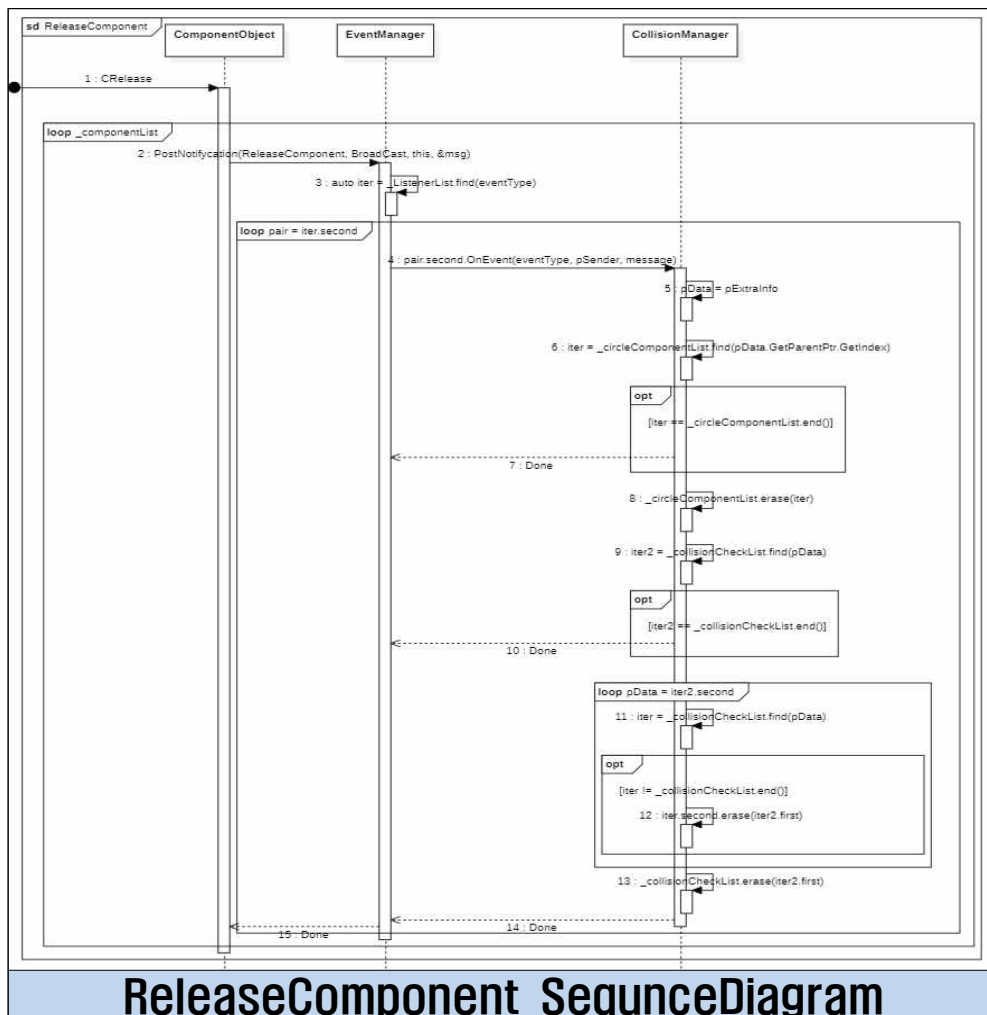 sd ReleaseComponent
ComponentObject
EventManager
CollisionManager
1 : CRelease
loop _componentList
2 : PostNotifycation(ReleaseComponent, BroadCast, this, &msg)
3 : auto iter = _ListenerList.find(eventType)
loop pair = iter.second
4 : pair.second.OnEvent(eventType, pSender, message)
5 : pData = pExtraInfo
6 : iter = _circleComponentList.find(pData.GetParentPtr.GetIndex)
opt
[iter == _circleComponentList.end()]
7 : Done
8 : _circleComponentList.erase(iter)
9 : iter2 = _collisionCheckList.find(pData)
opt
[iter2 == _collisionCheckList.end()]
10 : Done
loop pData = iter2.second
11 : iter = _collisionCheckList.find(pData)
opt
[iter != _collisionCheckList.end()]
12 : iter.second.erase(iter2.first)
13 : _collisionCheckList.erase(iter2.first)
14 : Done
15 : Done
ReleaseComponent SequnceDiagram